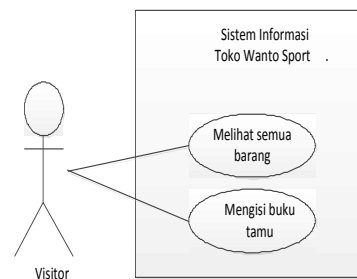 Sistem Informasi
Toko Wanto Sport .
Melihat semua
barang
Mengisi buku
tamu
Visitor